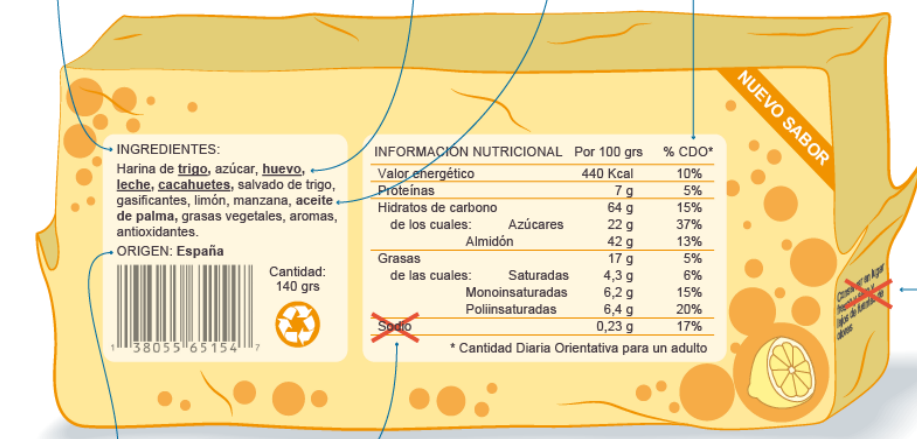 NUEVO SABOR
INGREDIENTES:
Harina de trigo, azúcar, huevo,
leche, cacahuetes, salvado de trigo,
gasificantes, limón, manzana, aceite
de palma, grasas vegetales, aromas,
antioxidantes.
ORIGEN: España
Cantidad:
140 grs
1 38055 65154 7
INFORMACIÓN NUTRICIONAL Por 100 grs % CDO*
Valor energético 440 Kcal 10%
Proteínas 7 g 5%
Hidratos de carbono 64 g 15%
de los cuales: Azúcares 22 g 37%
Almidón 42 g 13%
Grasas 17 g 5%
de las cuales: Saturadas 4,3 g 6%
Monoinsaturadas 6,2 g 15%
Poliinsaturadas 6,4 g 20%
Sodio 0,23 g 17%
* Cantidad Diaria Orientativa para un adulto
Conservar en lugar
olores